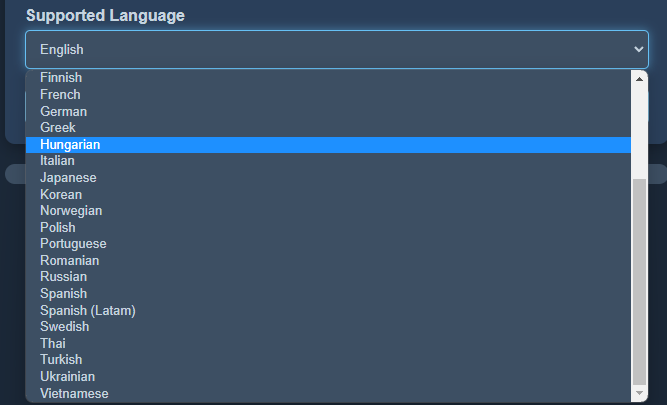 Supported Language
English
Finnish
French
German
Greek
Hungarian
Italian
Japanese
Korean
Norwegian
Polish
Portuguese
Romanian
Russian
Spanish
Spanish (Latam)
Swedish
Thai
Turkish
Ukrainian
Vietnamese